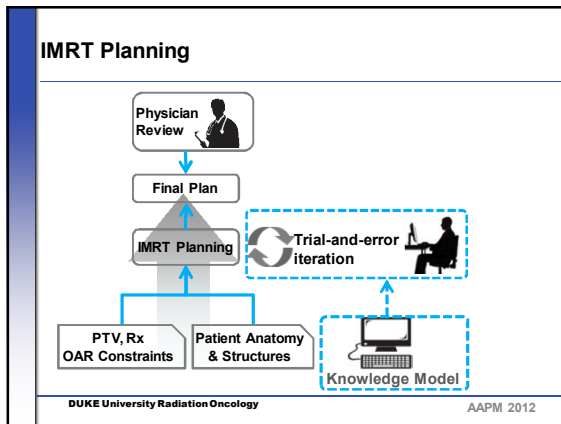 IMRT Planning
Physician
Review
Final Plan
IMRT Planning
Trial-and-error
iteration
PTV, Rx
OAR Constraints
Patient Anatomy
& Structures
Knowledge Model
DUKE University Radiation Oncology
AAPM 2012